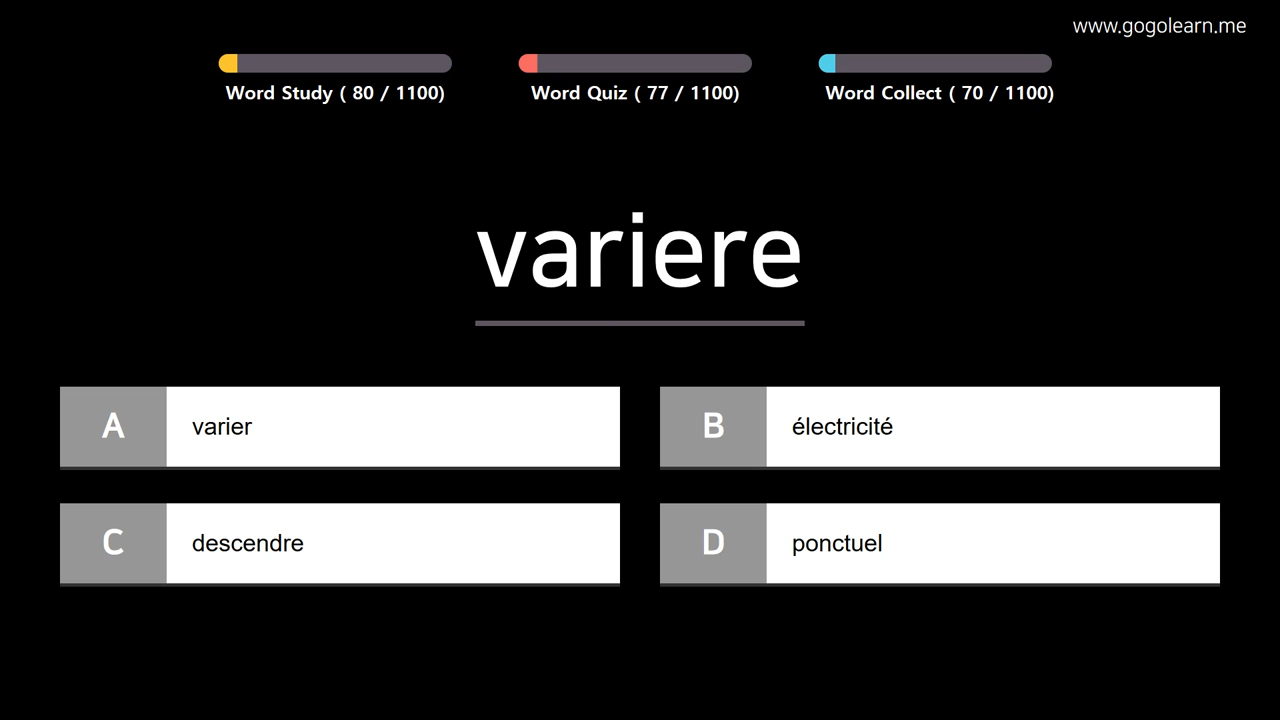 www.gogolearn.me
Word Study ( 80 / 1100)
Word Quiz ( 77 / 1100)
Word Collect ( 70 / 1100)
variere
A varier
B électricité
C descendre
D ponctuel